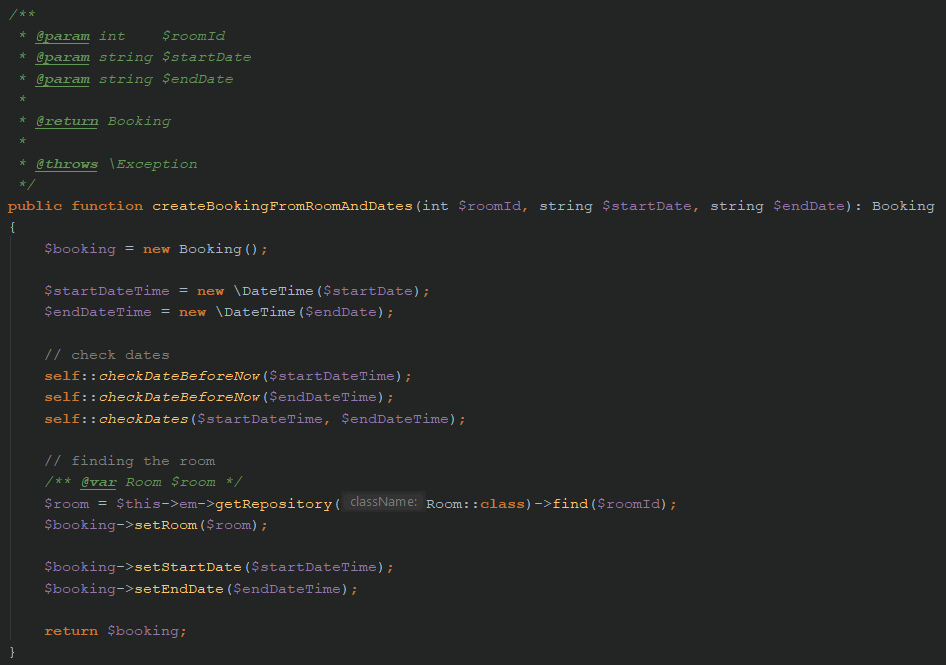 /**
 * @param int    $roomId
 * @param string $startDate
 * @param string $endDate
 *
 * @return Booking
 *
 * @throws \Exception
 */
public function createBookingFromRoomAndDates(int $roomId, string $startDate, string $endDate): Booking
{
    $booking = new Booking();

    $startDateTime = new \DateTime($startDate);
    $endDateTime = new \DateTime($endDate);

    // check dates
    self::checkDateBeforeNow($startDateTime);
    self::checkDateBeforeNow($endDateTime);
    self::checkDates($startDateTime, $endDateTime);

    // finding the room
    /** @var Room $room */
    $room = $this->em->getRepository( className: Room::class)->find($roomId);
    $booking->setRoom($room);

    $booking->setStartDate($startDateTime);
    $booking->setEndDate($endDateTime);

    return $booking;
}